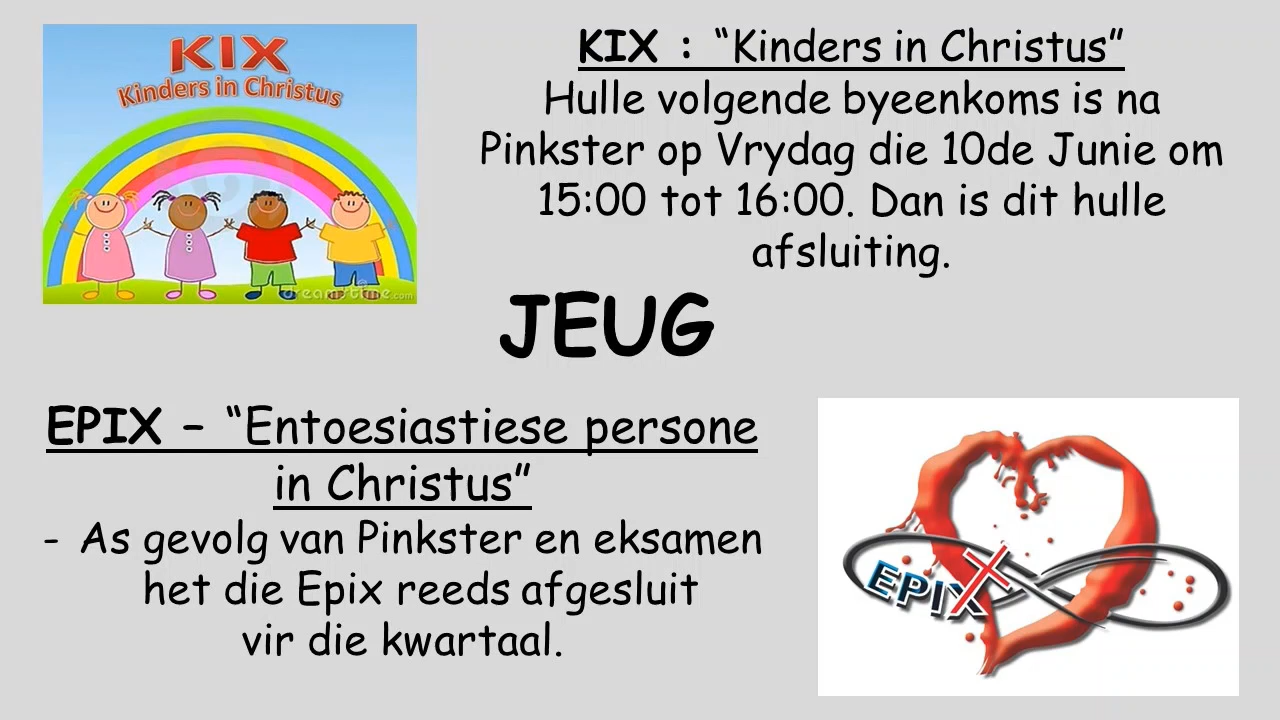 KIX
Kinders in Christus
dreamstime.com
KIX : “Kinders in Christus”
Hulle volgende byeenkoms is na
Pinkster op Vrydag die 10de Junie om
15:00 tot 16:00. Dan is dit hulle
afsluiting.
JEUG
EPIX – “Entoesiastiese persone
in Christus”
- As gevolg van Pinkster en eksamen
het die Epix reeds afgesluit
vir die kwartaal.
EPIX